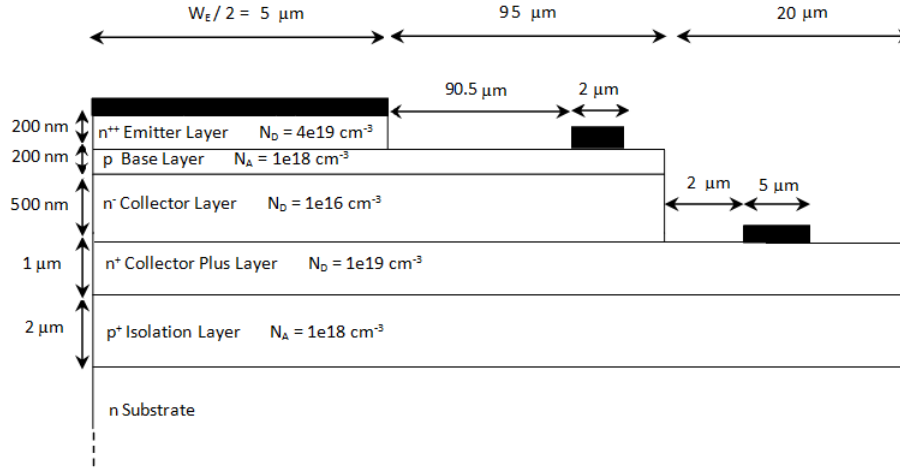 W_E / 2 = 5 μm
95 μm
20 μm
90.5 μm
2 μm
200 nm
n⁺⁺ Emitter Layer N_D = 4e19 cm⁻³
200 nm
p Base Layer N_A = 1e18 cm⁻³
2 μm
5 μm
500 nm
n⁻ Collector Layer N_D = 1e16 cm⁻³
1 μm
n⁺ Collector Plus Layer N_D = 1e19 cm⁻³
2 μm
p⁺ Isolation Layer N_A = 1e18 cm⁻³
n Substrate